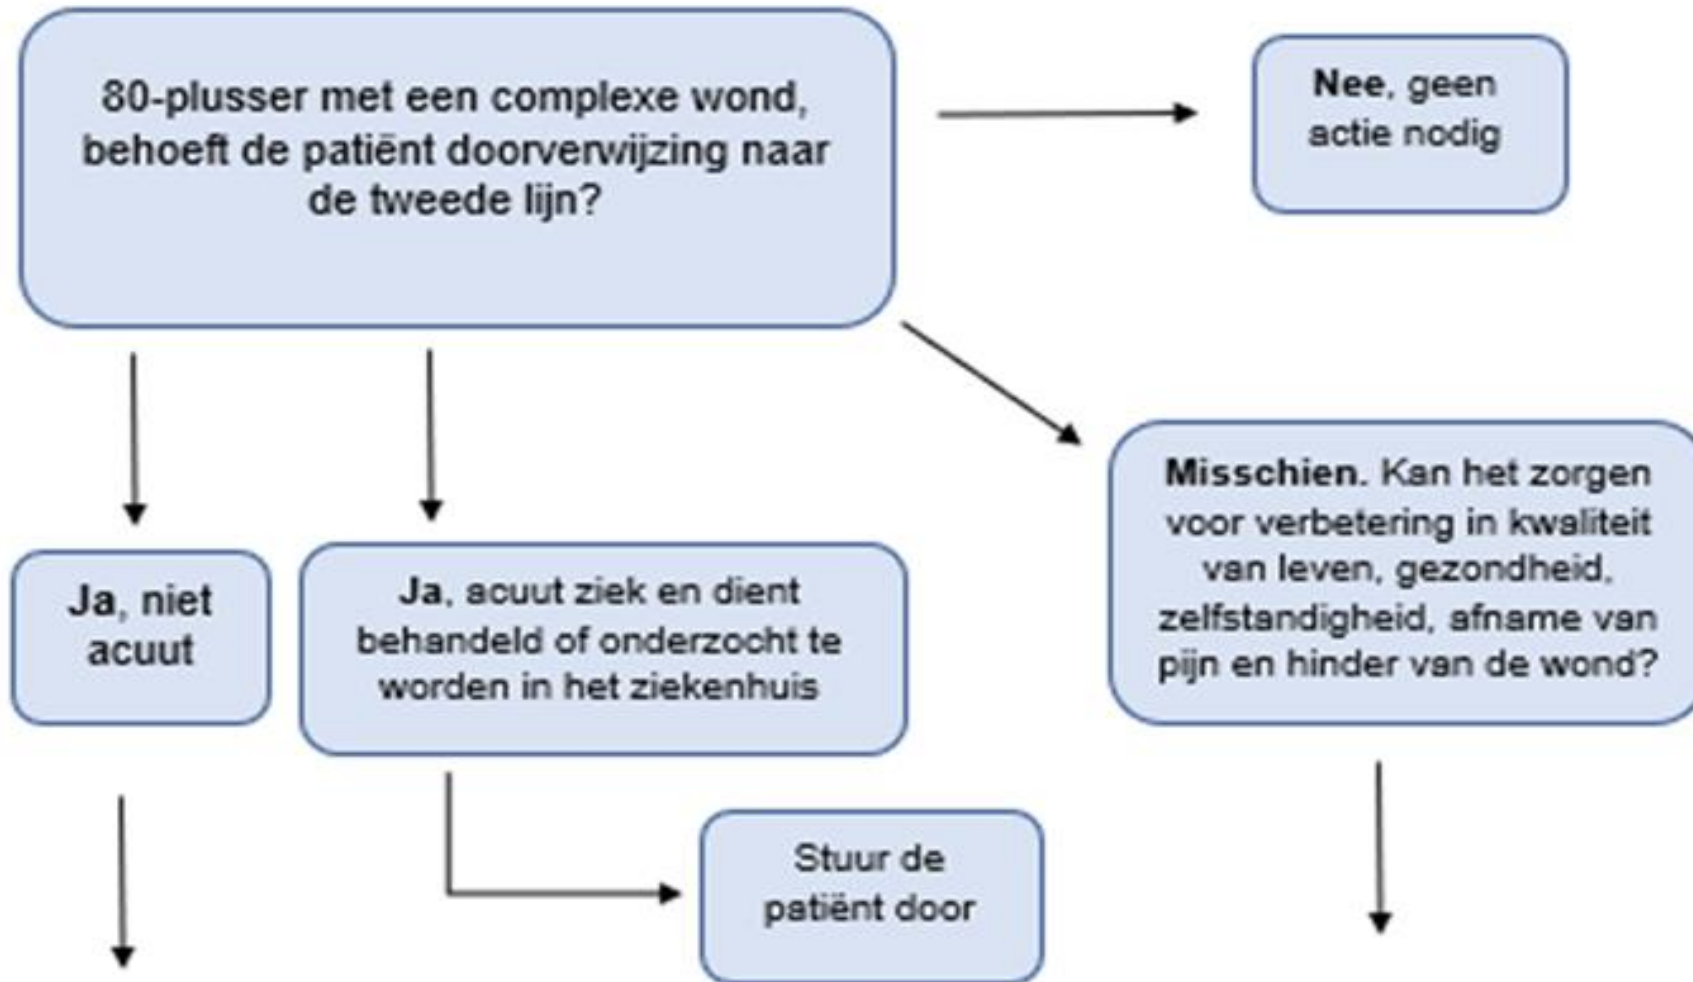 80-plusser met een complexe wond,
behoeft de patiënt doorverwijzing naar
de tweede lijn?
Nee, geen
actie nodig
Ja, niet
acuut
Ja, acuut ziek en dient
behandeld of onderzocht te
worden in het ziekenhuis
Misschien. Kan het zorgen
voor verbetering in kwaliteit
van leven, gezondheid,
zelfstandigheid, afname van
pijn en hinder van de wond?
Stuur de
patiënt door